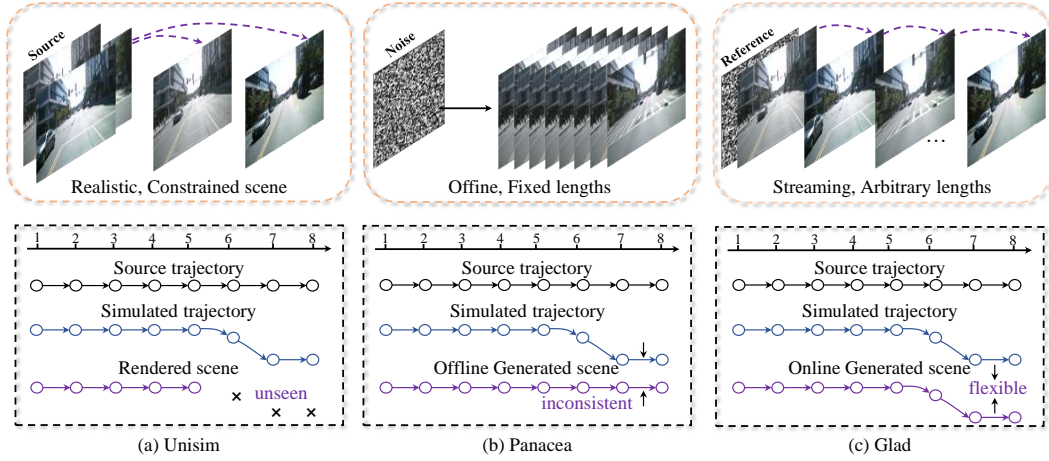 Source
Realistic, Constrained scene
Noise
Offine, Fixed lengths
Reference
...
Streaming, Arbitrary lengths
1 2 3 4 5 6 7 8
Source trajectory
Simulated trajectory
Rendered scene
unseen
(a) Unisim
1 2 3 4 5 6 7 8
Source trajectory
Simulated trajectory
Offline Generated scene
inconsistent
(b) Panacea
1 2 3 4 5 6 7 8
Source trajectory
Simulated trajectory
Online Generated scene
flexible
(c) Glad